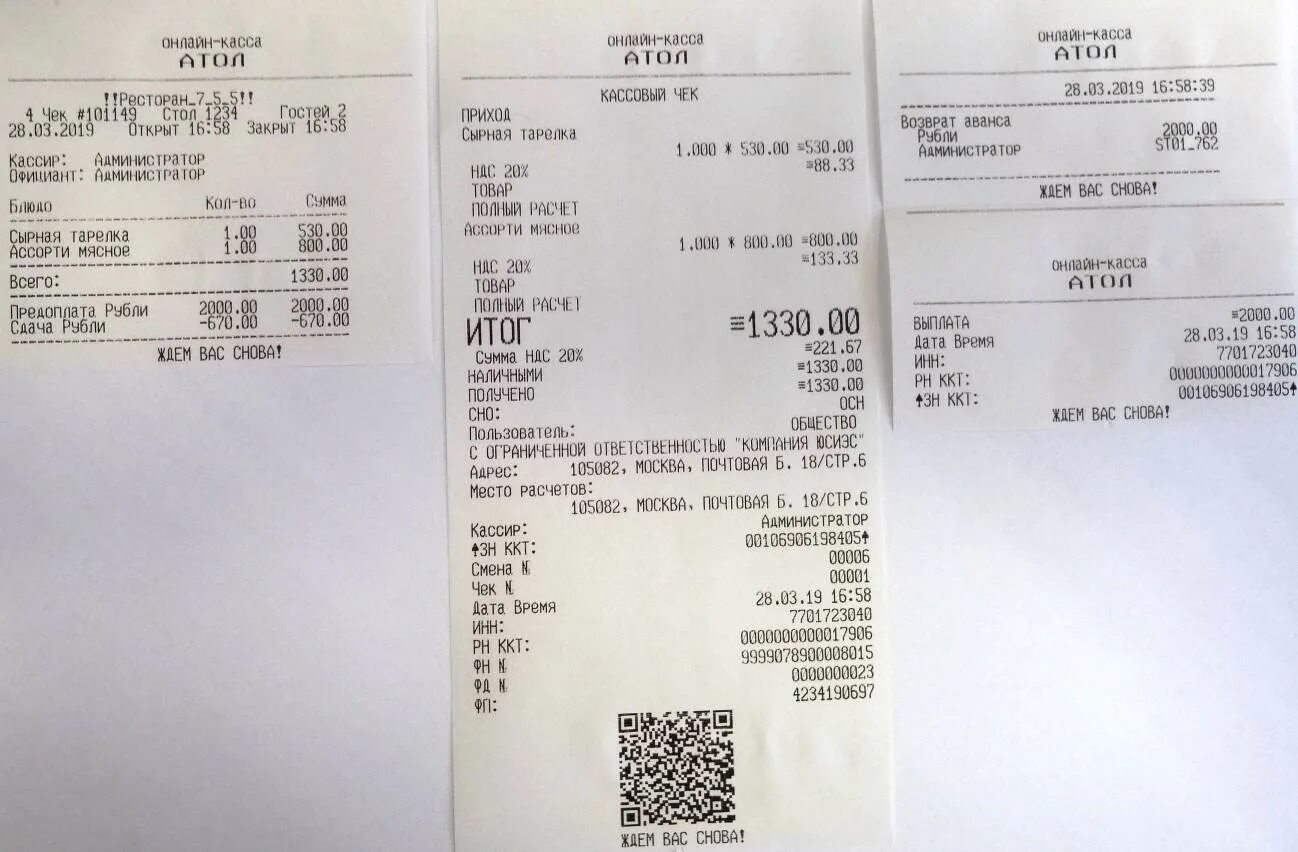 онлайн-касса
АТОЛ
!!Ресторан_7_5_5!!
4 Чек #101149 Стол 1234 Гостей 2
28.03.2019 Открыт 16:58 Закрыт 16:58
Кассир: Администратор
Официант: Администратор
Блюдо Кол-во Сумма
Сырная тарелка 1.00 530.00
Ассорти мясное 1.00 800.00
Всего: 1330.00
Предоплата Рубли 2000.00 2000.00
Сдача Рубли -670.00 -670.00
ЖДЕМ ВАС СНОВА!
онлайн-касса
АТОЛ
КАССОВЫЙ ЧЕК
ПРИХОД
Сырная тарелка
1.000 * 530.00 ≡530.00
НДС 20% ≡88.33
ТОВАР
ПОЛНЫЙ РАСЧЕТ
Ассорти мясное
1.000 * 800.00 ≡800.00
НДС 20% ≡133.33
ТОВАР
ПОЛНЫЙ РАСЧЕТ
ИТОГ ≡1330.00
Сумма НДС 20% ≡221.67
НАЛИЧНЫМИ ≡1330.00
ПОЛУЧЕНО ≡1330.00
СНО: ОСН
Пользователь: ОБЩЕСТВО
С ОГРАНИЧЕННОЙ ОТВЕТСТВЕННОСТЬЮ "КОМПАНИЯ ЮСИЭС"
Адрес: 105082, МОСКВА, ПОЧТОВАЯ Б. 18/СТР.6
Место расчетов:
105082, МОСКВА, ПОЧТОВАЯ Б. 18/СТР.6
Кассир: Администратор
↑ЗН ККТ: 00106906198405↑
Смена № 00006
Чек № 00001
Дата Время 28.03.19 16:58
ИНН: 7701723040
РН ККТ: 0000000000017906
ФН № 9999078900008015
ФД № 0000000023
ФП: 4234190697
ЖДЕМ ВАС СНОВА!
онлайн-касса
АТОЛ
28.03.2019 16:58:39
Возврат аванса
Рубли 2000.00
Администратор ST01_762
ЖДЕМ ВАС СНОВА!
онлайн-касса
АТОЛ
ВЫПЛАТА ≡2000.00
Дата Время 28.03.19 16:58
ИНН: 7701723040
РН ККТ: 0000000000017906
↑ЗН ККТ: 00106906198405↑
ЖДЕМ ВАС СНОВА!